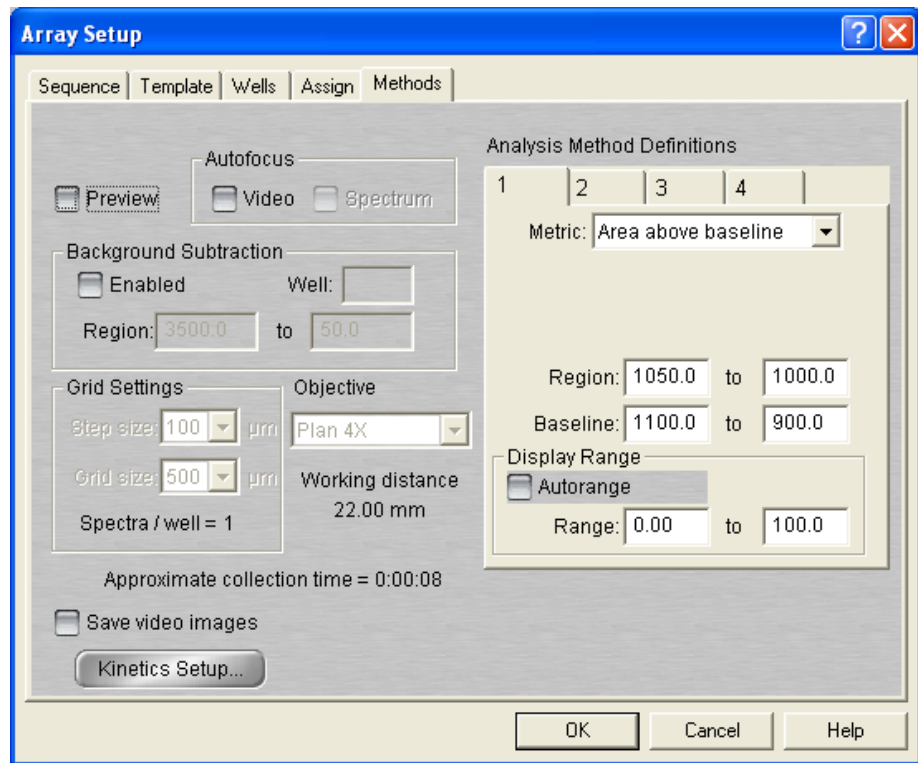 Array Setup
Sequence Template Wells Assign Methods
Preview
Autofocus
Video Spectrum
Background Subtraction
Enabled Well:
Region: 3500.0 to 50.0
Grid Settings
Step size: 100 µm
Grid size: 500 µm
Spectra / well = 1
Objective
Plan 4X
Working distance
22.00 mm
Approximate collection time = 0:00:08
Save video images
Kinetics Setup...
Analysis Method Definitions
1 2 3 4
Metric: Area above baseline
Region: 1050.0 to 1000.0
Baseline: 1100.0 to 900.0
Display Range
Autorange
Range: 0.00 to 100.0
OK Cancel Help